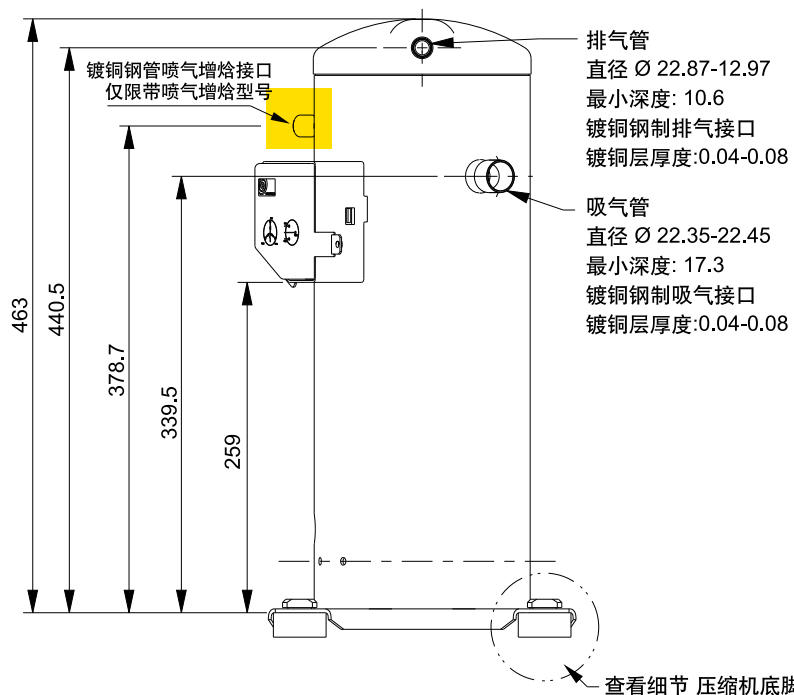 排气管
直径 Ø 22.87-12.97
最小深度: 10.6
镀铜钢制排气接口
镀铜层厚度:0.04-0.08
镀铜钢管喷气增焓接口
仅限带喷气增焓型号
吸气管
直径 Ø 22.35-22.45
最小深度: 17.3
镀铜钢制吸气接口
镀铜层厚度:0.04-0.08
463
440.5
378.7
339.5
259
查看细节 压缩机底脚